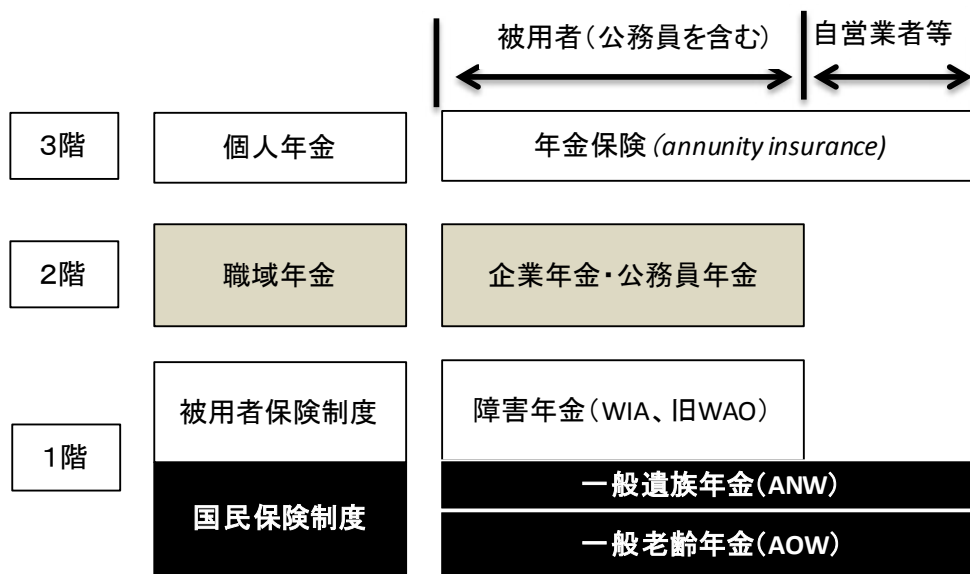 被用者（公務員を含む）
自営業者等
3階
個人年金
年金保険（annunity insurance)
2階
職域年金
企業年金・公務員年金
1階
被用者保険制度
障害年金（WIA、旧WAO）
国民保険制度
一般遺族年金（ANW）
一般老齢年金（AOW）